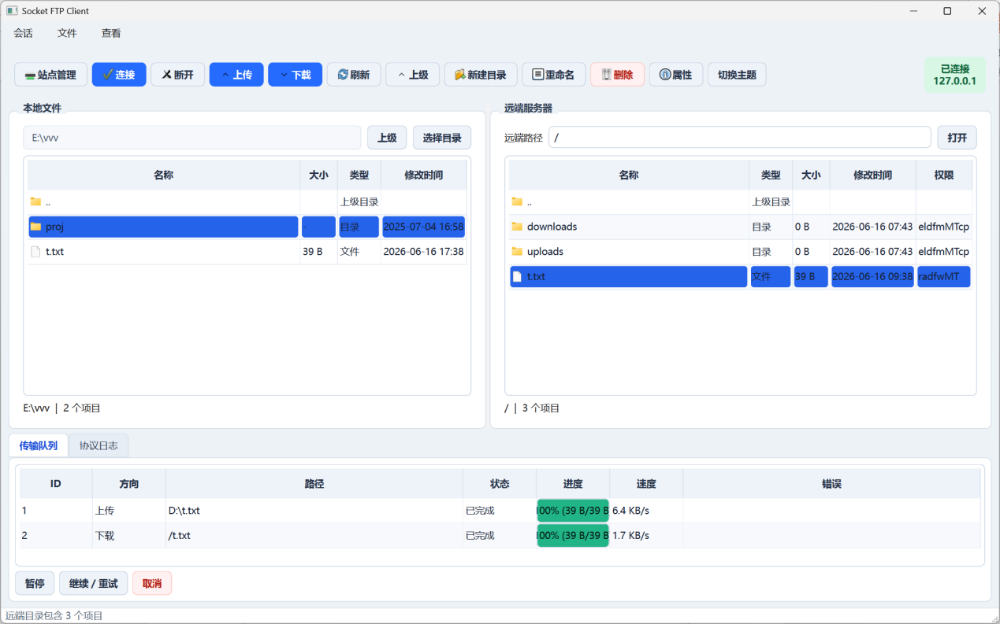 Socket FTP Client
会话 文件 查看
站点管理 连接 断开 上传 下载 刷新 上级 新建目录 重命名 删除 属性 切换主题
已连接
127.0.0.1
本地文件
E:\vvv 上级 选择目录
名称 大小 类型 修改时间
.. 上级目录
proj - 目录 2025-07-04 16:58
t.txt 39 B 文件 2026-06-16 17:38
E:\vvv | 2 个项目
远端服务器
远端路径 / 打开
名称 类型 大小 修改时间 权限
.. 上级目录
downloads 目录 0 B 2026-06-16 07:43 eldfmMTcp
uploads 目录 0 B 2026-06-16 07:43 eldfmMTcp
t.txt 文件 39 B 2026-06-16 09:38 radfwMT
/ | 3 个项目
传输队列 协议日志
ID 方向 路径 状态 进度 速度 错误
1 上传 D:\t.txt 已完成 100% (39 B/39 B 6.4 KB/s
2 下载 /t.txt 已完成 100% (39 B/39 B 1.7 KB/s
暂停 继续 / 重试 取消
远端目录包含 3 个项目